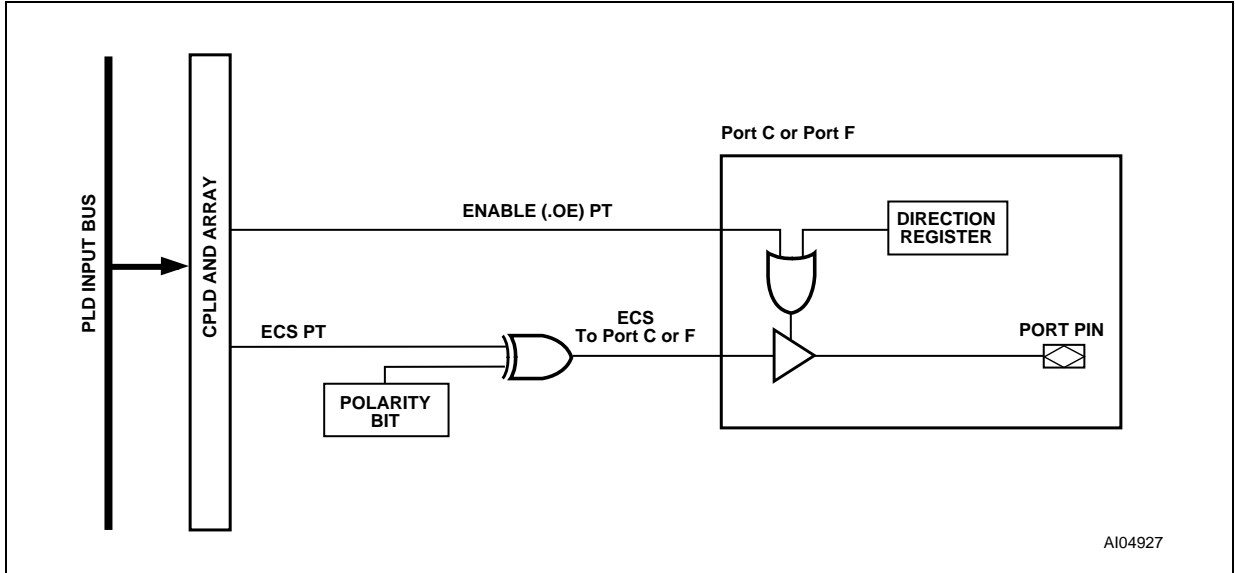 Port C or Port F
PLD INPUT BUS
CPLD AND ARRAY
ENABLE (.OE) PT
DIRECTION
REGISTER
ECS PT
ECS
To Port C or F
PORT PIN
POLARITY
BIT
AI04927